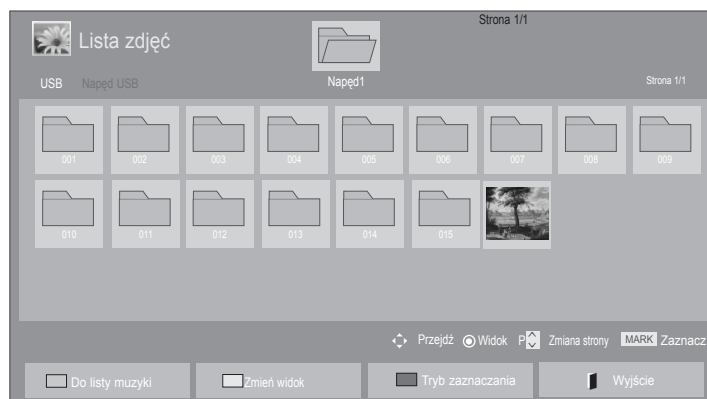 Strona 1/1
Lista zdjęć
USB Napęd USB Napęd1 Strona 1/1
001 002 003 004 005 006 007 008 009
010 011 012 013 014 015
Przejdź Widok P Zmiana strony MARK Zaznacz
Do listy muzyki Zmień widok Tryb zaznaczania Wyjście